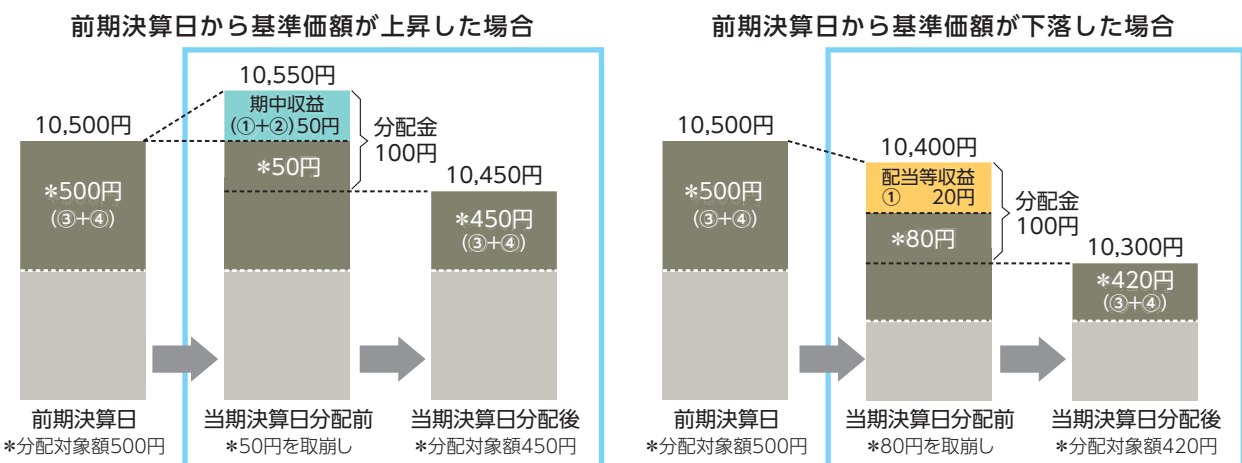 前期決算日から基準価額が上昇した場合
10,550円
期中収益
(①+②)50円
分配金
100円
10,500円
*50円
10,450円
*500円
(③+④)
*450円
(③+④)
前期決算日
当期決算日分配前
当期決算日分配後
*分配対象額500円
*50円を取崩し
*分配対象額450円
前期決算日から基準価額が下落した場合
10,500円
10,400円
配当等収益
① 20円
分配金
100円
*500円
(③+④)
*80円
10,300円
*420円
(③+④)
前期決算日
当期決算日分配前
当期決算日分配後
*分配対象額500円
*80円を取崩し
*分配対象額420円